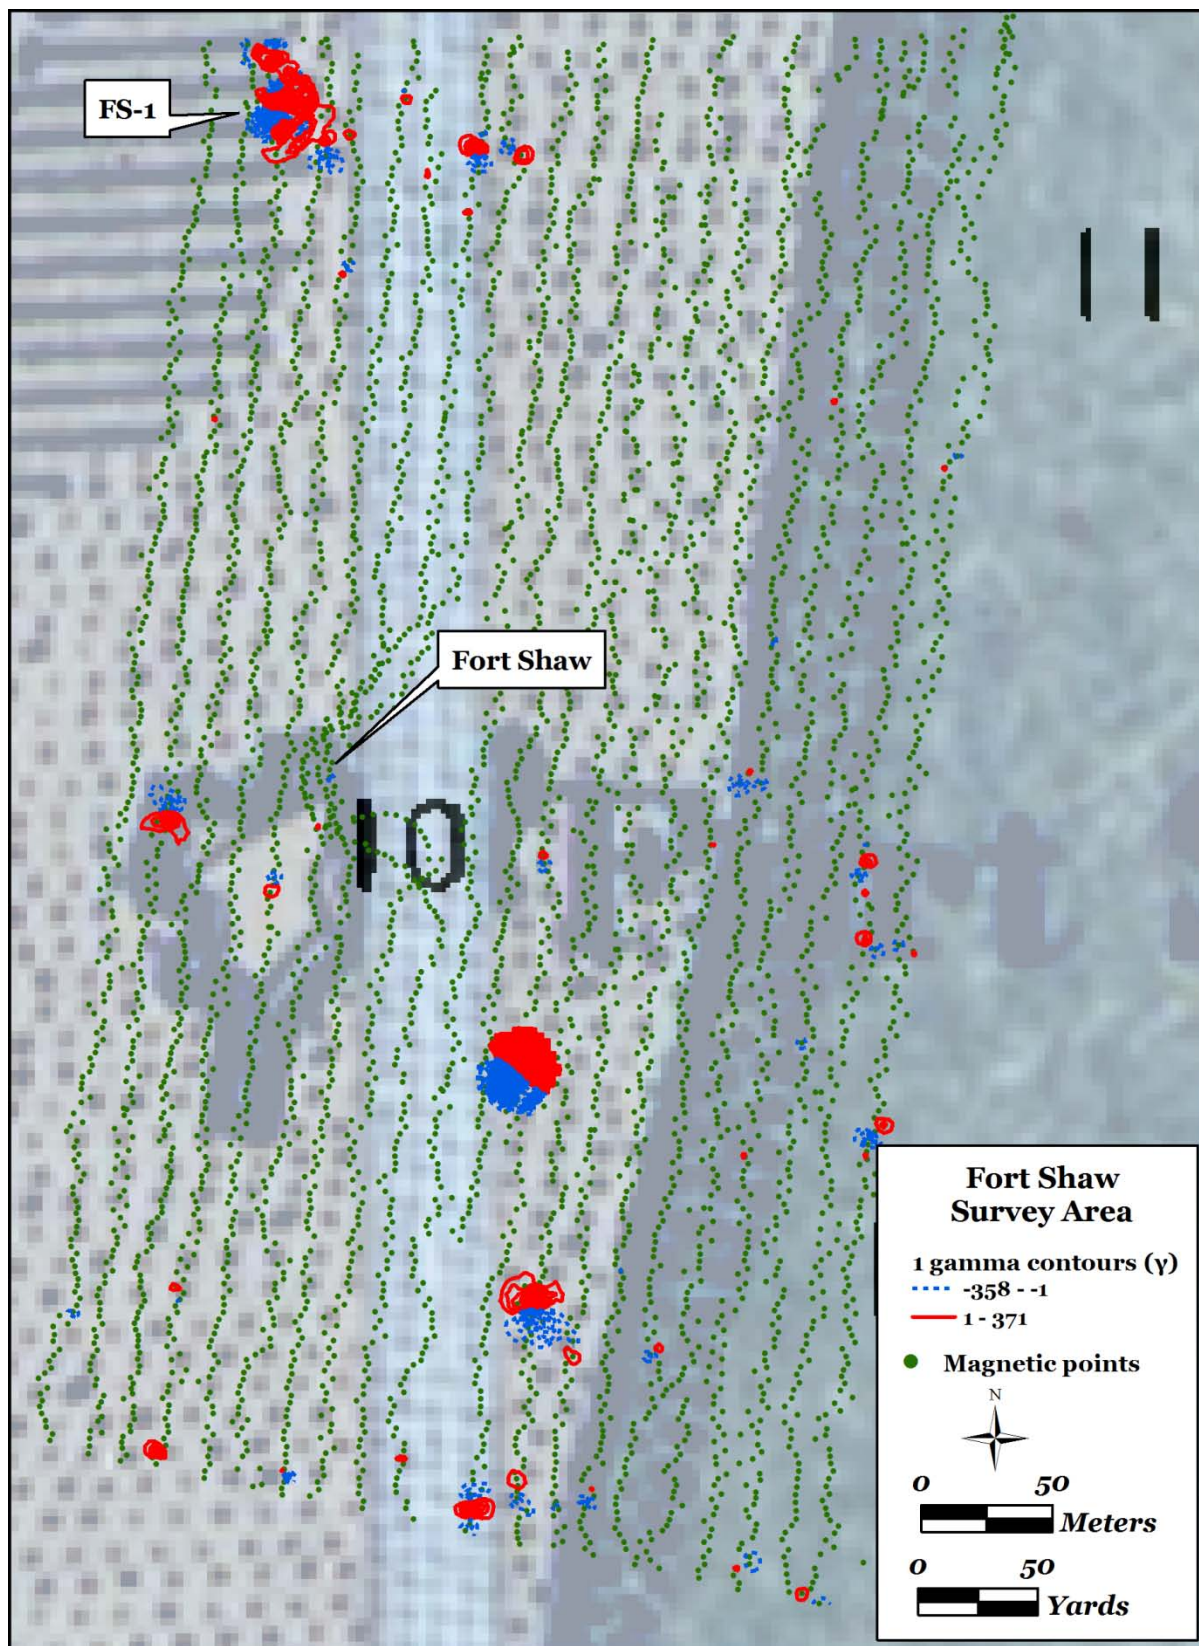 FS-1
Fort Shaw
10
Fort Shaw
Survey Area
1 gamma contours (γ)
-358 - -1
1 - 371
Magnetic points
N
0 50
Meters
0 50
Yards